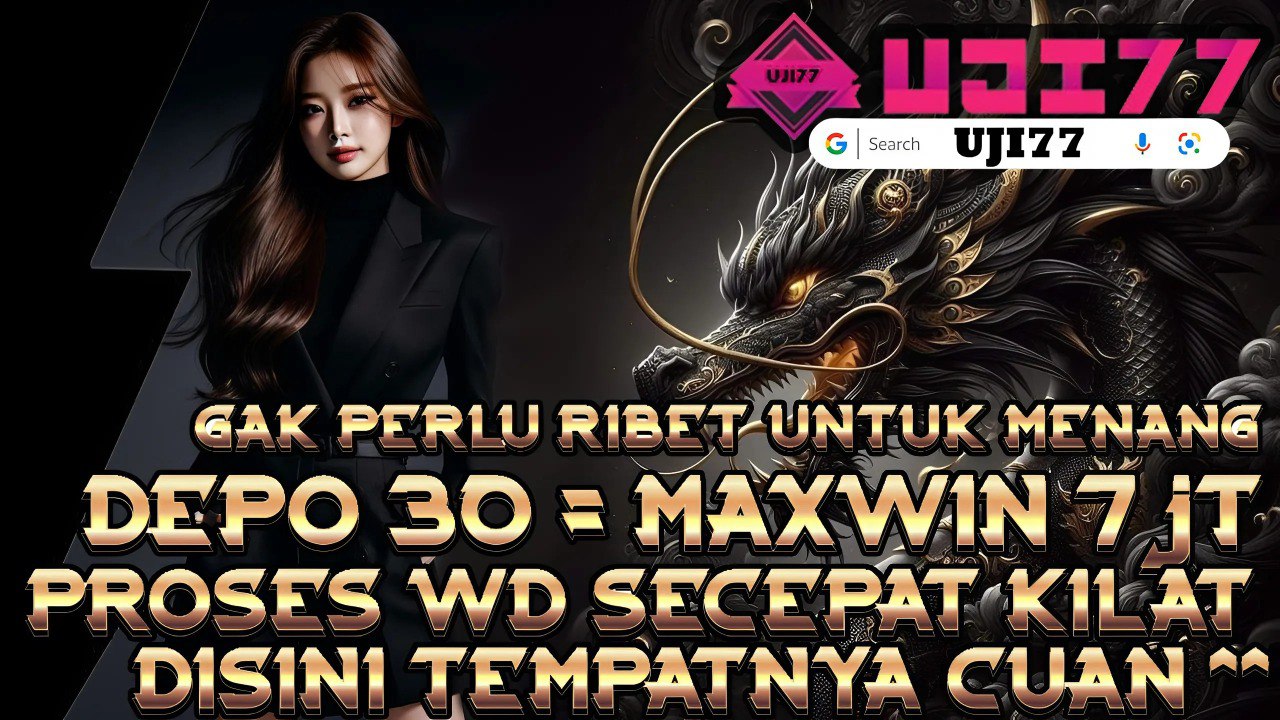 UJI77
UJI77
Search UJI77
GAK PERLU RIBET UNTUK MENANG
DEPO 30 = MAXWIN 7 jT
PROSES WD SECEPAT KILAT
DISINI TEMPATNYA CUAN ^^